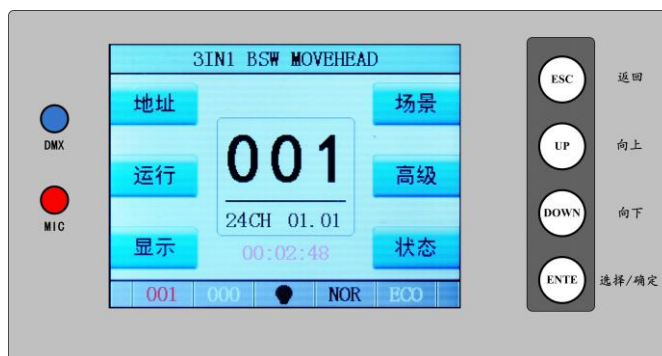 3IN1 BSW MOVEHEAD
地址
场景
001
运行
高级
24CH 01.01
显示
00:02:48
状态
001 000 NOR ECO
DMX
MIC
ESC 返回
UP 向上
DOWN 向下
ENTE 选择/确定